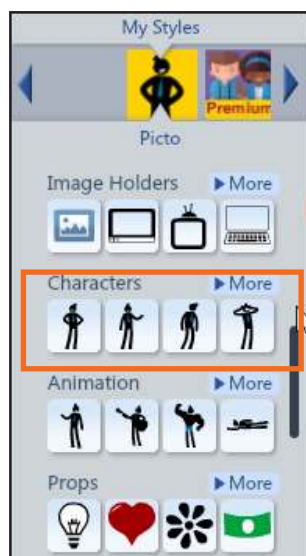 My Styles
Premium
Picto
Image Holders ▶More
Characters ▶More
Animation ▶More
Props ▶More